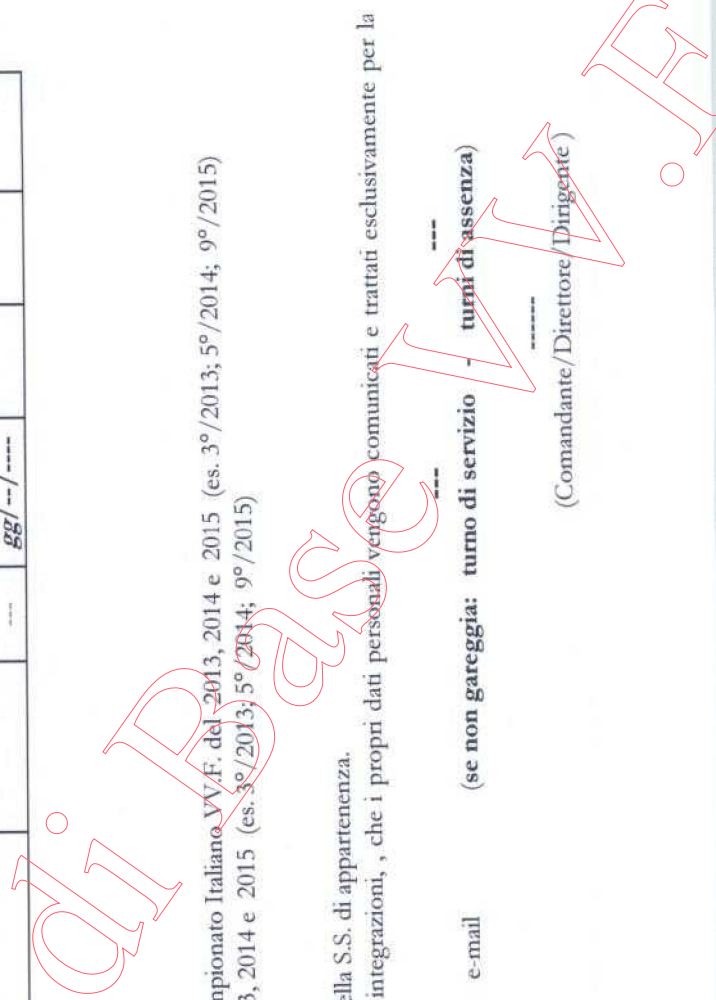 --- gg/--/----
mpionato Italiano VV.F. del 2013, 2014 e 2015 (es. 3°/2013; 5°/2014; 9°/2015)
3, 2014 e 2015 (es. 3°/2013; 5°/2014; 9°/2015)
ella S.S. di appartenenza.
integrazioni, , che i propri dati personali vengono comunicati e trattati esclusivamente per la
--- ---
e-mail (se non gareggia: turno di servizio - turni di assenza)
------
(Comandante/Direttore/Dirigente )
di Base VV.F